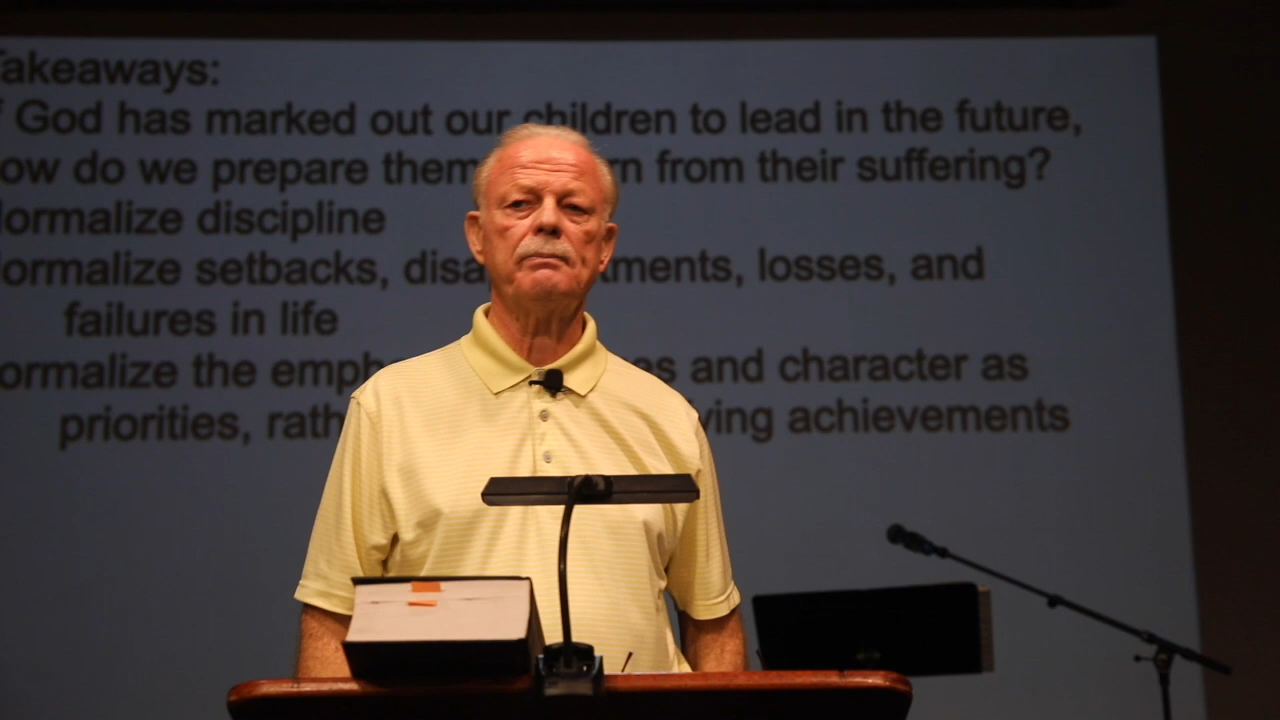 Takeaways:
f God has marked out our children to lead in the future,
ow do we prepare them rn from their suffering?
ormalize discipline
ormalize setbacks, disa tments, losses, and
failures in life
ormalize the emph es and character as
priorities, rath ving achievements